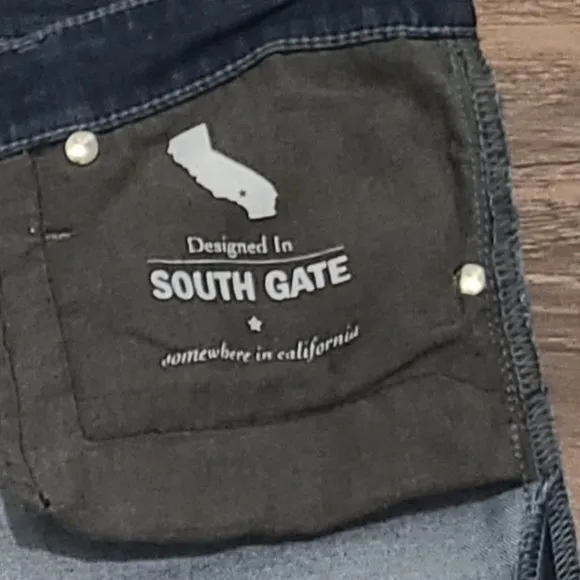 Designed In
SOUTH GATE
somewhere in california